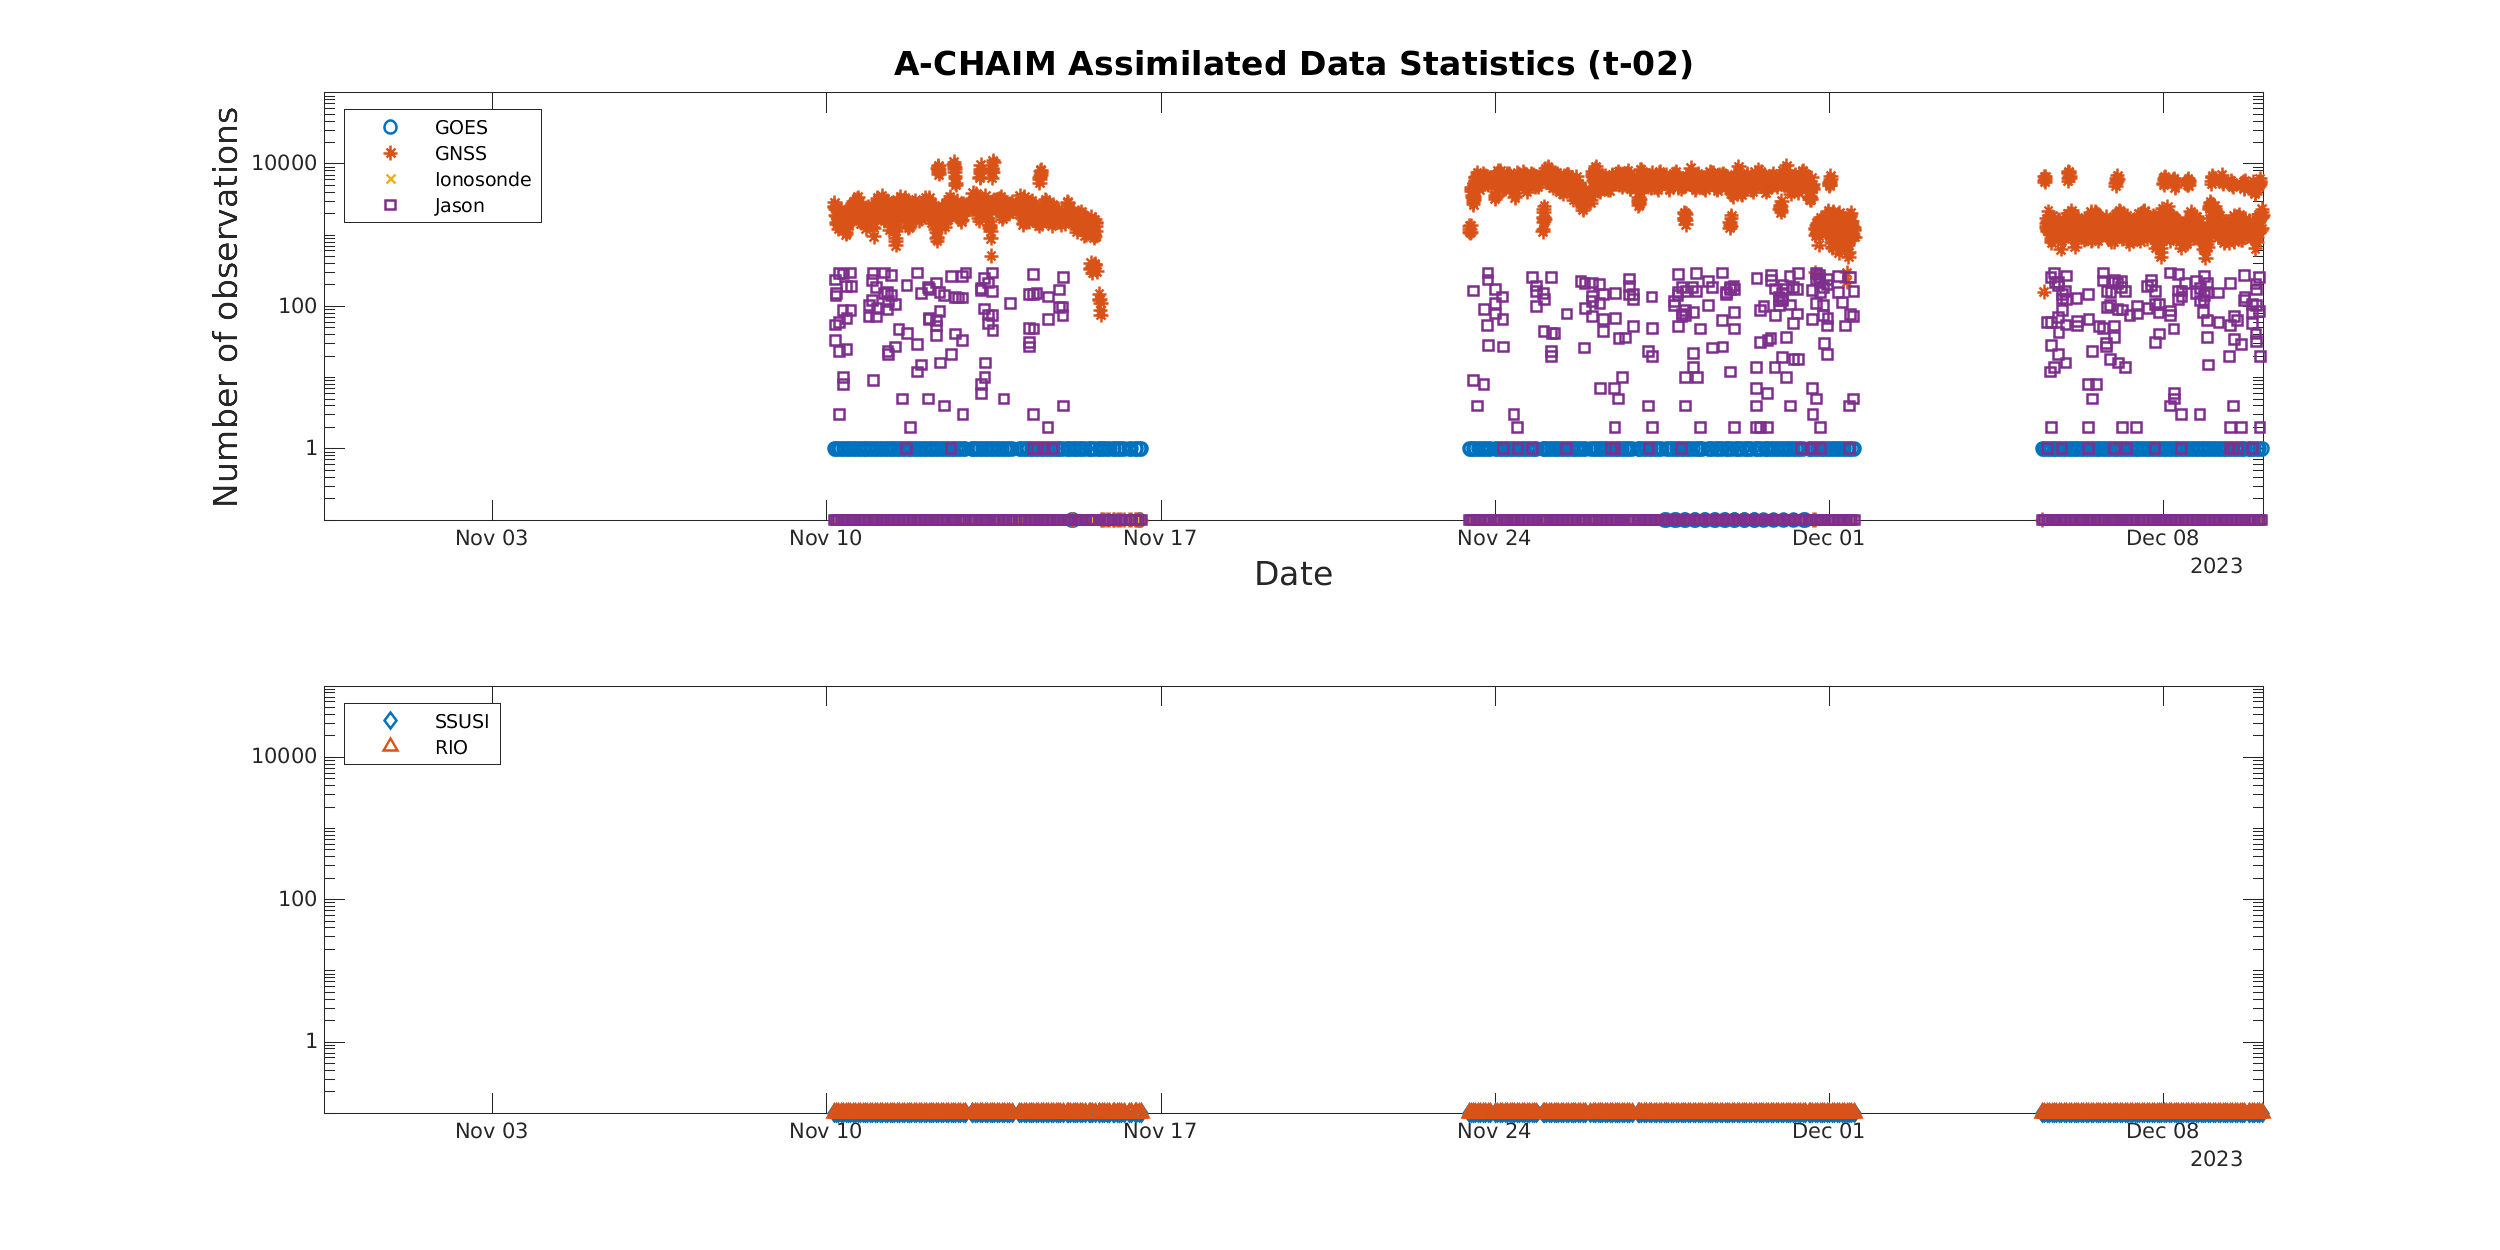 A-CHAIM Assimilated Data Statistics (t-02)
Number of observations
GOES
GNSS
Ionosonde
Jason
10000
100
1
Nov 03
Nov 10
Nov 17
Nov 24
Dec 01
Dec 08
2023
Date
SSUSI
RIO
10000
100
1
Nov 03
Nov 10
Nov 17
Nov 24
Dec 01
Dec 08
2023